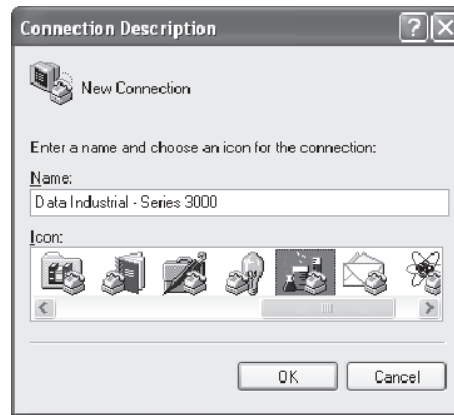 Connection Description
New Connection
Enter a name and choose an icon for the connection:
Name:
Data Industrial - Series 3000
Icon:
OK
Cancel